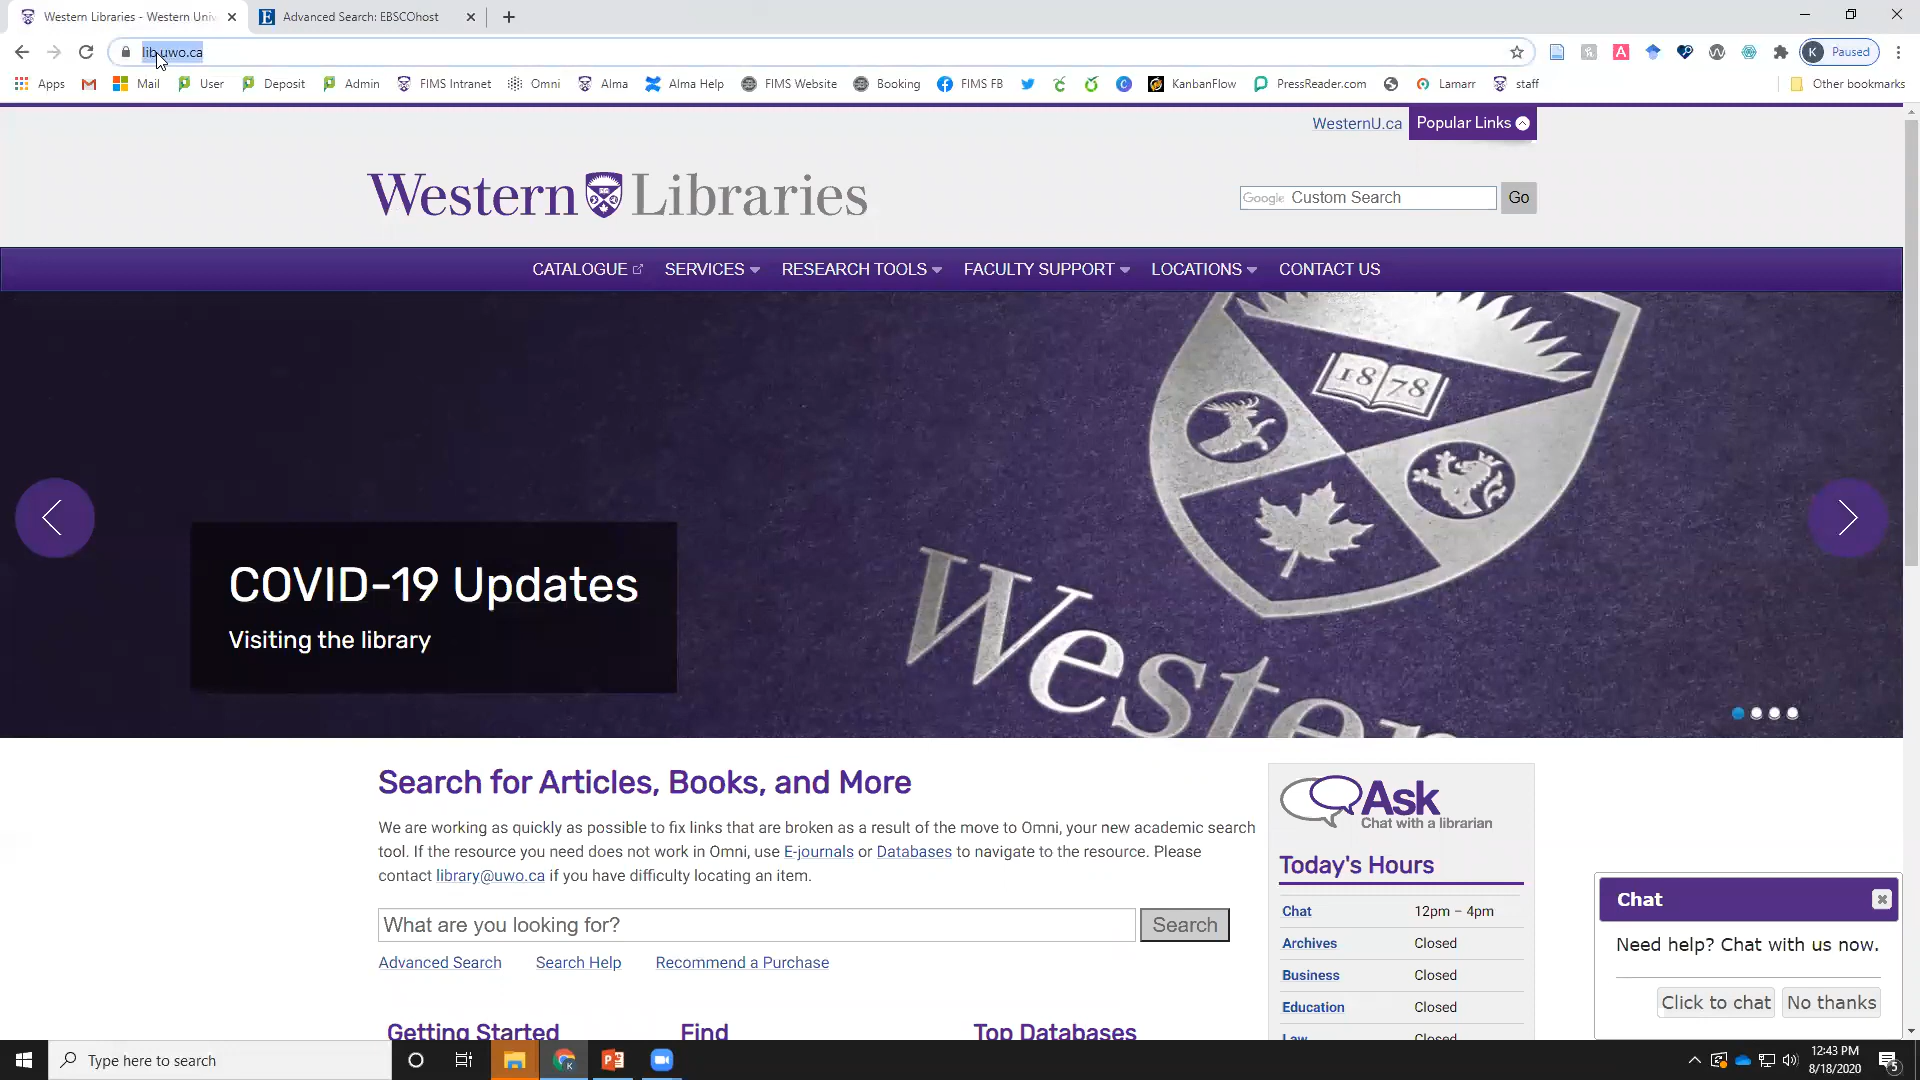 Western Libraries - Western Univ
Advanced Search: EBSCOhost
lib.uwo.ca
K Paused
Apps Mail User Deposit Admin FIMS Intranet Omni Alma Alma Help FIMS Website Booking FIMS FB KanbanFlow PressReader.com Lamarr staff Other bookmarks
WesternU.ca Popular Links
Western Libraries
Google Custom Search Go
CATALOGUE SERVICES RESEARCH TOOLS FACULTY SUPPORT LOCATIONS CONTACT US
1878
Western
COVID-19 Updates
Visiting the library
Search for Articles, Books, and More
We are working as quickly as possible to fix links that are broken as a result of the move to Omni, your new academic search
tool. If the resource you need does not work in Omni, use E-journals or Databases to navigate to the resource. Please
contact library@uwo.ca if you have difficulty locating an item.
What are you looking for? Search
Advanced Search Search Help Recommend a Purchase
Getting Started Find Top Databases
Ask
Chat with a librarian
Today's Hours
Chat 12pm – 4pm
Archives Closed
Business Closed
Education Closed
Law Closed
Chat
Need help? Chat with us now.
Click to chat No thanks
Type here to search
12:43 PM
8/18/2020
5